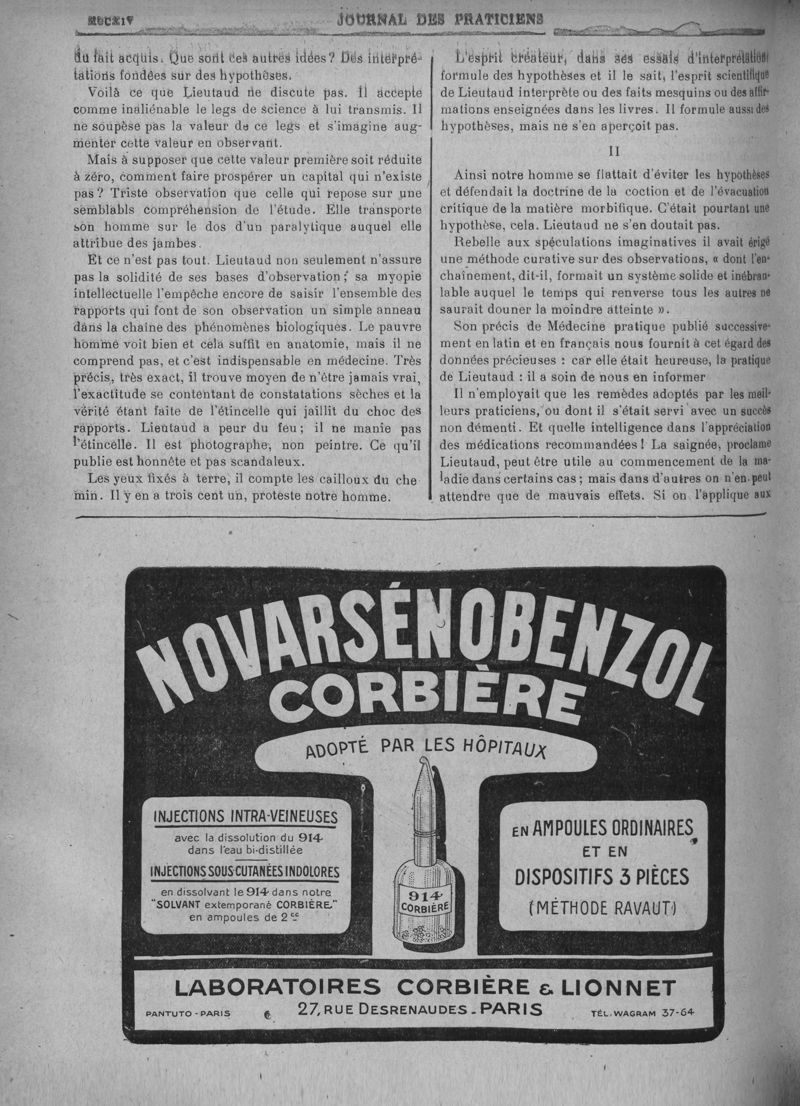 JOURNAL DES PRATICIENS
du fait acquis. Que sont ces autres idées? Des interpré-
tations fondées sur des hypothèses.
Voilà ce que Lieutaud ne discute pas. Il accepte
comme inaliénable le legs de science à lui transmis. Il
ne soupèse pas la valeur de ce legs et s'imagine aug-
menter cette valeur en observant.
Mais à supposer que cette valeur première soit réduite
à zéro, comment faire prospérer un capital qui n'existe
pas? Triste observation que celle qui repose sur une
semblabls compréhension de l'étude. Elle transporte
son homme sur le dos d'un paralytique auquel elle
attribue des jambes.
Et ce n'est pas tout. Lieutaud non seulement n'assure
pas la solidité de ses bases d'observation; sa myopie
intellectuelle l'empêche encore de saisir l'ensemble des
rapports qui font de son observation un simple anneau
dans la chaîne des phénomènes biologiques. Le pauvre
homme voit bien et cela suffit en anatomie, mais il ne
comprend pas, et c'est indispensable en médecine. Très
précis, très exact, il trouve moyen de n'être jamais vrai,
l'exactitude se contentant de constatations sèches et la
vérité étant faite de l'étincelle qui jaillit du choc des
rapports. Lieutaud a peur du feu; il ne manie pas
l'étincelle. Il est photographe, non peintre. Ce qu'il
publie est honnête et pas scandaleux.
Les yeux fixés à terre, il compte les cailloux du che
min. Il y en a trois cent un, proteste notre homme.
L'esprit créateur, dans ses essais d'interprétation
formule des hypothèses et il le sait, l'esprit scientifique
de Lieutaud interprète ou des faits mesquins ou des affir-
mations enseignées dans les livres. Il formule aussi des
hypothèses, mais ne s'en aperçoit pas.
II
Ainsi notre homme se flattait d'éviter les hypothèses
et défendait la doctrine de la coction et de l'évacuation
critique de la matière morbifique. C'était pourtant une
hypothèse, cela. Lieutaud ne s'en doutait pas.
Rebelle aux spéculations imaginatives il avait érigé
une méthode curative sur des observations, « dont l'en-
chaînement, dit-il, formait un système solide et inébran-
lable auquel le temps qui renverse tous les autres ne
saurait douner la moindre atteinte ».
Son précis de Médecine pratique publié successive-
ment en latin et en français nous fournit à cet égard des
données précieuses : car elle était heureuse, la pratique
de Lieutaud : il a soin de nous en informer
Il n'employait que les remèdes adoptés par les meil-
leurs praticiens, ou dont il s'était servi avec un succès
non démenti. Et quelle intelligence dans l'appréciation
des médications recommandées! La saignée, proclame
Lieutaud, peut être utile au commencement de la ma-
ladie dans certains cas; mais dans d'autres on n'en peut
attendre que de mauvais effets. Si on l'applique aux
NOVARSÉNOBENZOL
CORBIÈRE
ADOPTÉ PAR LES HÔPITAUX
INJECTIONS INTRA-VEINEUSES
avec la dissolution du 914
dans l'eau bi-distillée
INJECTIONS SOUS-CUTANÉES INDOLORES
en dissolvant le 914 dans notre
"SOLVANT extemporané CORBIÈRE"
en ampoules de 2cc
914
CORBIÈRE
EN AMPOULES ORDINAIRES
ET EN
DISPOSITIFS 3 PIÈCES
(MÉTHODE RAVAUT)
LABORATOIRES CORBIÈRE & LIONNET
PANTUTO - PARIS 27, RUE DESRENAUDES - PARIS TÉL. WAGRAM 37-64